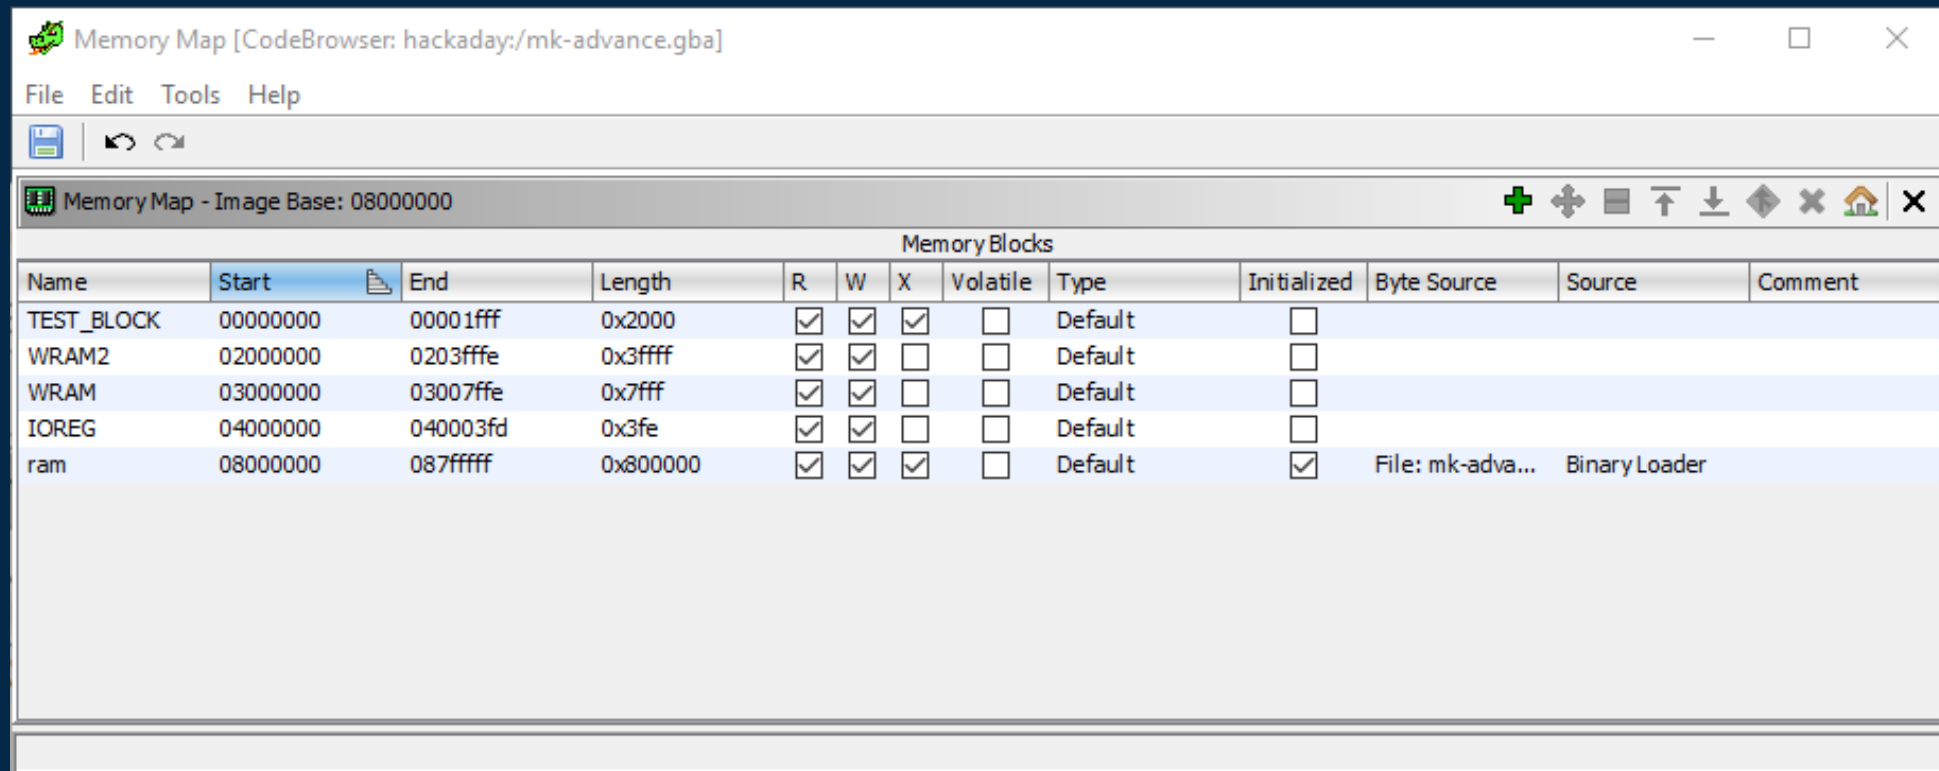 Memory Map [CodeBrowser: hackaday:/mk-advance.gba]
File Edit Tools Help
Memory Map - Image Base: 08000000
Memory Blocks
Name Start End Length R W X Volatile Type Initialized Byte Source Source Comment
TEST_BLOCK 00000000 00001fff 0x2000 Default
WRAM2 02000000 0203fffe 0x3ffff Default
WRAM 03000000 03007ffe 0x7fff Default
IOREG 04000000 040003fd 0x3fe Default
ram 08000000 087fffff 0x800000 Default File: mk-adva... Binary Loader